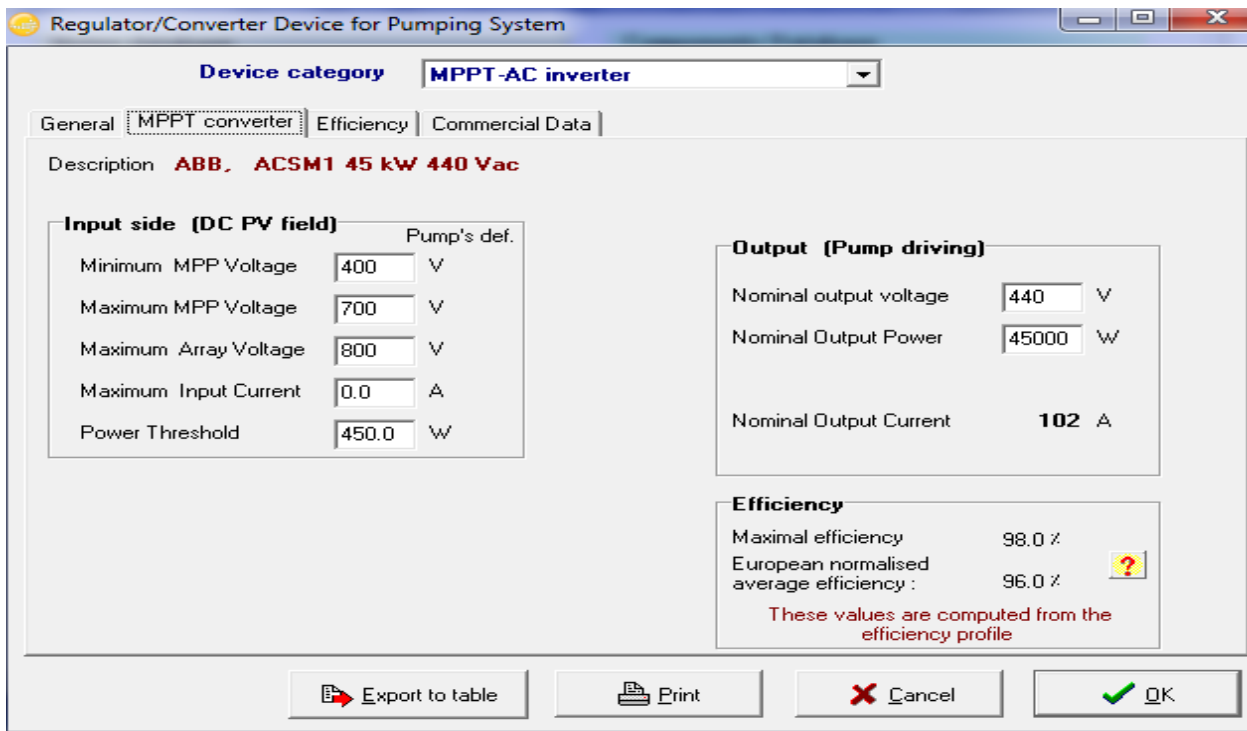 Regulator/Converter Device for Pumping System
Device category MPPT-AC inverter
General MPPT converter Efficiency Commercial Data
Description ABB, ACSM1 45 kW 440 Vac
Input side (DC PV field)
Pump's def.
Minimum MPP Voltage 400 V
Maximum MPP Voltage 700 V
Maximum Array Voltage 800 V
Maximum Input Current 0.0 A
Power Threshold 450.0 W
Output (Pump driving)
Nominal output voltage 440 V
Nominal Output Power 45000 W
Nominal Output Current 102 A
Efficiency
Maximal efficiency 98.0 %
European normalised
average efficiency : 96.0 %
?
These values are computed from the
efficiency profile
Export to table Print Cancel OK